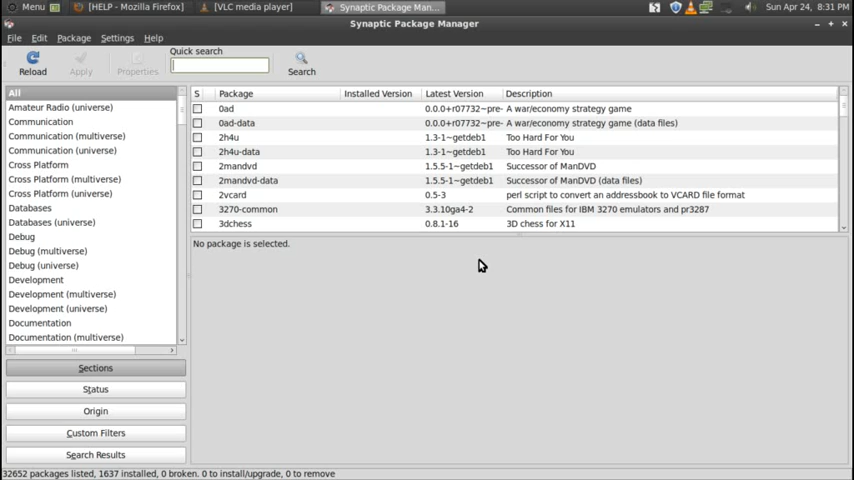 Menu [HELP - Mozilla Firefox] [VLC media player] Synaptic Package Man... Sun Apr 24, 8:31 PM
Synaptic Package Manager
File Edit Package Settings Help
Quick search
Reload Apply Properties Search
All
Amateur Radio (universe)
Communication
Communication (multiverse)
Communication (universe)
Cross Platform
Cross Platform (multiverse)
Cross Platform (universe)
Databases
Databases (universe)
Debug
Debug (multiverse)
Debug (universe)
Development
Development (multiverse)
Development (universe)
Documentation
Documentation (multiverse)
Sections
Status
Origin
Custom Filters
Search Results
S Package Installed Version Latest Version Description
0ad 0.0.0+r07732~pre- A war/economy strategy game
0ad-data 0.0.0+r07732~pre- A war/economy strategy game (data files)
2h4u 1.3-1~getdeb1 Too Hard For You
2h4u-data 1.3-1~getdeb1 Too Hard For You
2mandvd 1.5.5-1~getdeb1 Successor of ManDVD
2mandvd-data 1.5.5-1~getdeb1 Successor of ManDVD (data files)
2vcard 0.5-3 perl script to convert an addressbook to VCARD file format
3270-common 3.3.10ga4-2 Common files for IBM 3270 emulators and pr3287
3dchess 0.8.1-16 3D chess for X11
No package is selected.
32652 packages listed, 1637 installed, 0 broken. 0 to install/upgrade, 0 to remove